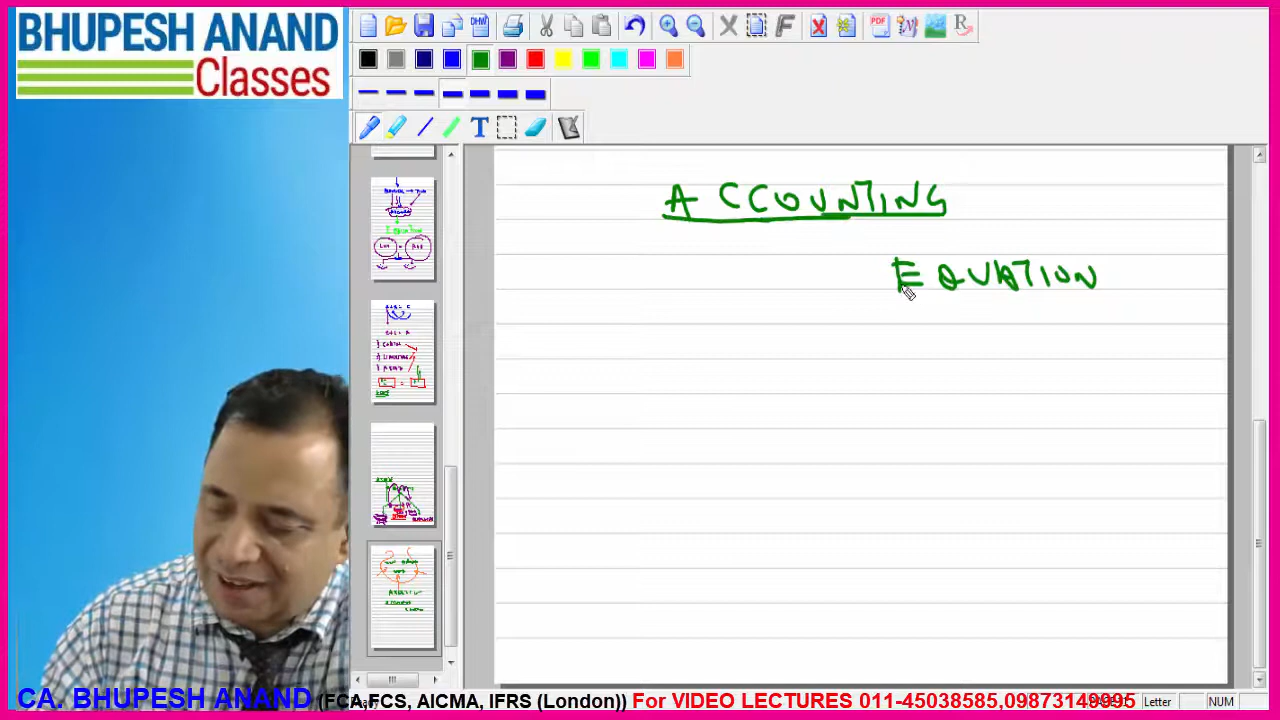 BHUPESH ANAND
Classes
ACCOUNTING
EQUATION
CA. BHUPESH ANAND (FCA,FCS, AICMA, IFRS (London)) For VIDEO LECTURES 011-45038585,09873149995
Letter
NUM